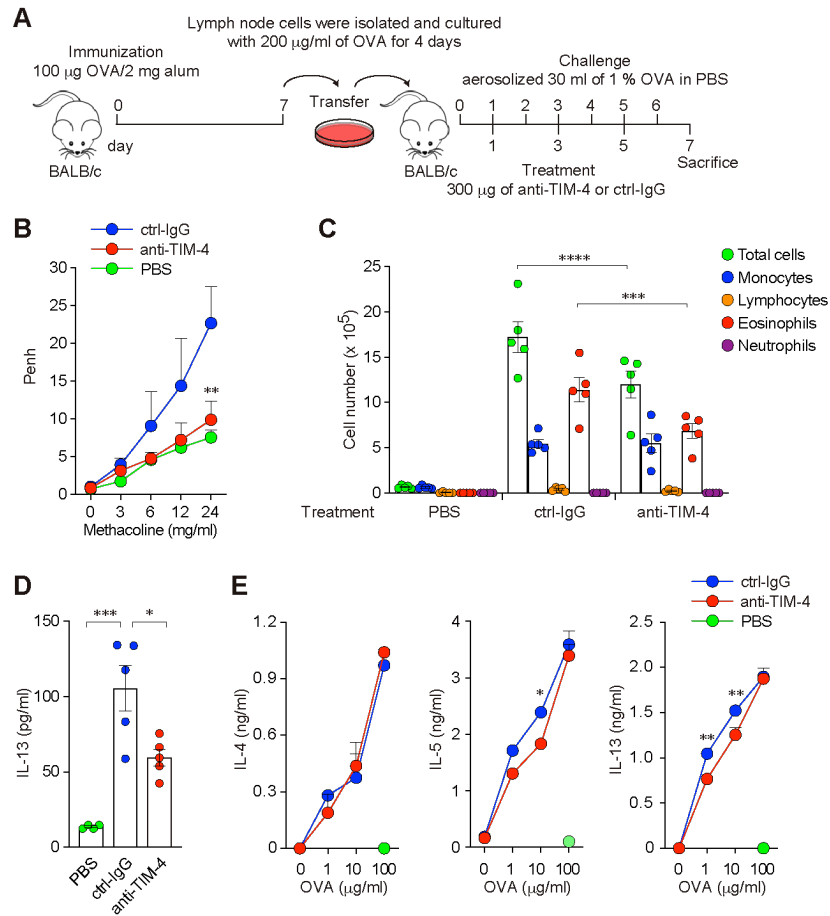 A
Lymph node cells were isolated and cultured
with 200 μg/ml of OVA for 4 days
Immunization
100 μg OVA/2 mg alum
Challenge
aerosolized 30 ml of 1 % OVA in PBS
0
7
Transfer
0 1 2 3 4 5 6
day
1 3 5 7
BALB/c
BALB/c
Treatment
Sacrifice
300 μg of anti-TIM-4 or ctrl-IgG
B
ctrl-IgG
anti-TIM-4
PBS
Penh
30
25
20
15
10
5
0
**
0 3 6 12 24
Methacoline (mg/ml)
C
Total cells
Monocytes
Lymphocytes
Eosinophils
Neutrophils
Cell number (x 10⁵)
25
20
15
10
5
0
****
***
Treatment PBS ctrl-IgG anti-TIM-4
D
IL-13 (pg/ml)
150
100
50
0
*** *
PBS
ctrl-IgG
anti-TIM-4
E
ctrl-IgG
anti-TIM-4
PBS
IL-4 (ng/ml)
1.2
0.9
0.6
0.3
0
0 1 10 100
OVA (μg/ml)
IL-5 (ng/ml)
4
3
2
1
0
*
0 1 10 100
OVA (μg/ml)
IL-13 (ng/ml)
2.5
2.0
1.5
1.0
0.5
0
**
**
0 1 10 100
OVA (μg/ml)